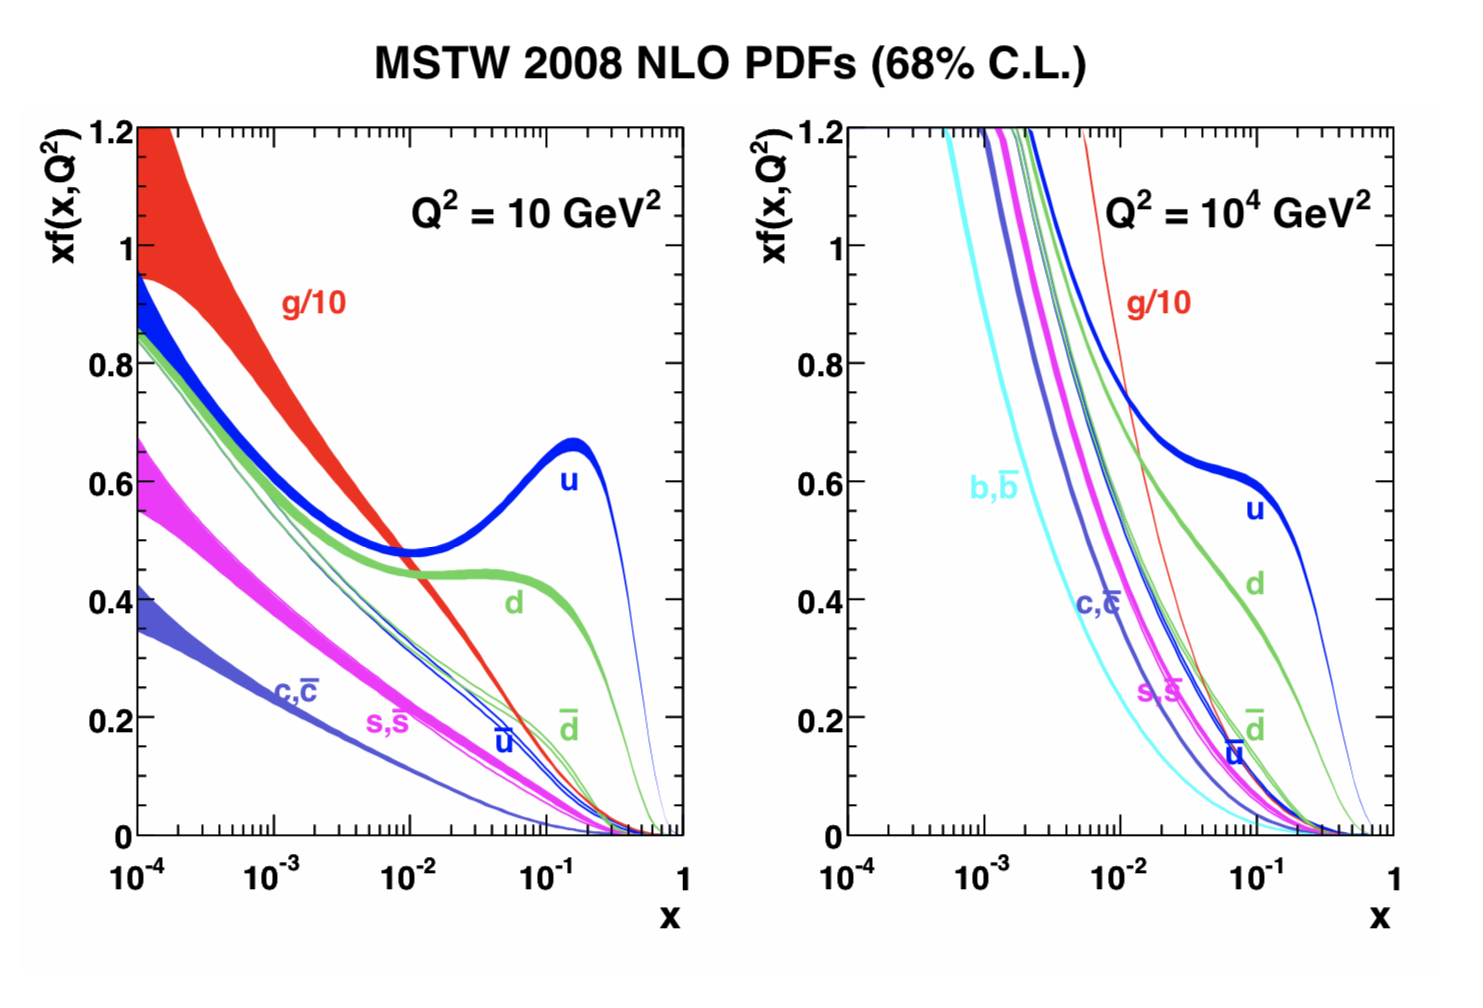 MSTW 2008 NLO PDFs (68% C.L.)
xf(x,Q²)
1.2
1
0.8
0.6
0.4
0.2
0
Q² = 10 GeV²
g/10
u
d
c,c̅
s,s̅
u̅
d̅
10⁻⁴
10⁻³
10⁻²
10⁻¹
1
x
xf(x,Q²)
1.2
1
0.8
0.6
0.4
0.2
0
Q² = 10⁴ GeV²
g/10
b,b̅
u
d
c,c̅
s,s̅
d̅
u̅
10⁻⁴
10⁻³
10⁻²
10⁻¹
1
x